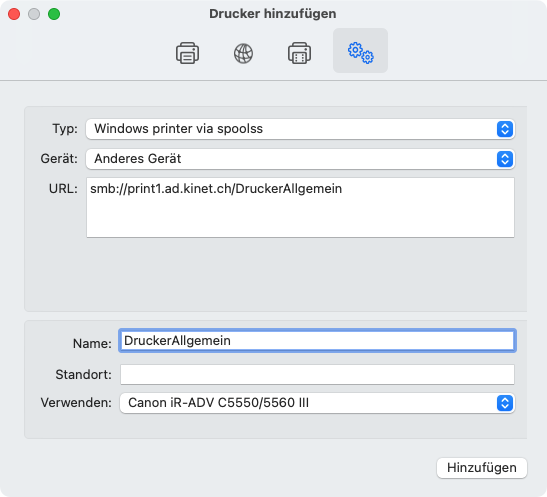 Drucker hinzufügen
Typ: Windows printer via spoolss
Gerät: Anderes Gerät
URL: smb://print1.ad.kinet.ch/DruckerAllgemein
Name: DruckerAllgemein
Standort:
Verwenden: Canon iR-ADV C5550/5560 III
Hinzufügen